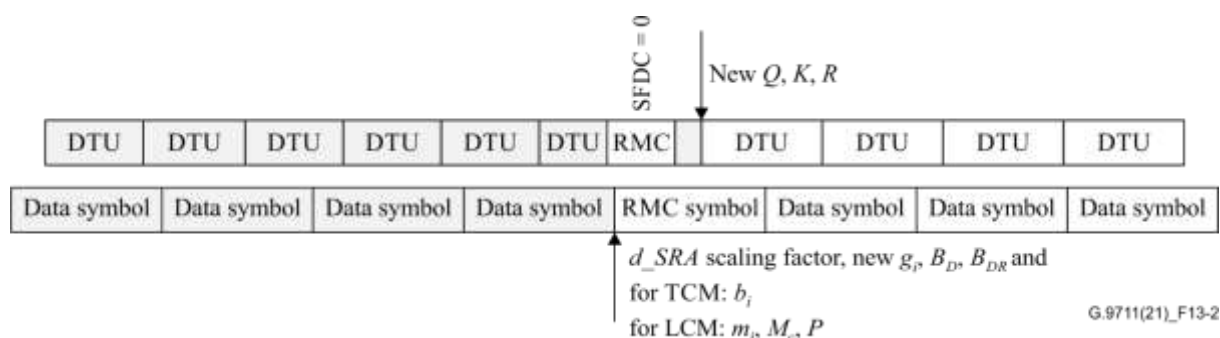 SFDC = 0
New Q, K, R
DTU DTU DTU DTU DTU DTU RMC DTU DTU DTU DTU
Data symbol Data symbol Data symbol Data symbol RMC symbol Data symbol Data symbol Data symbol
d_SRA scaling factor, new gi, BD, BDR and
for TCM: bi
for LCM: mi, Mc, P
G.9711(21)_F13-2